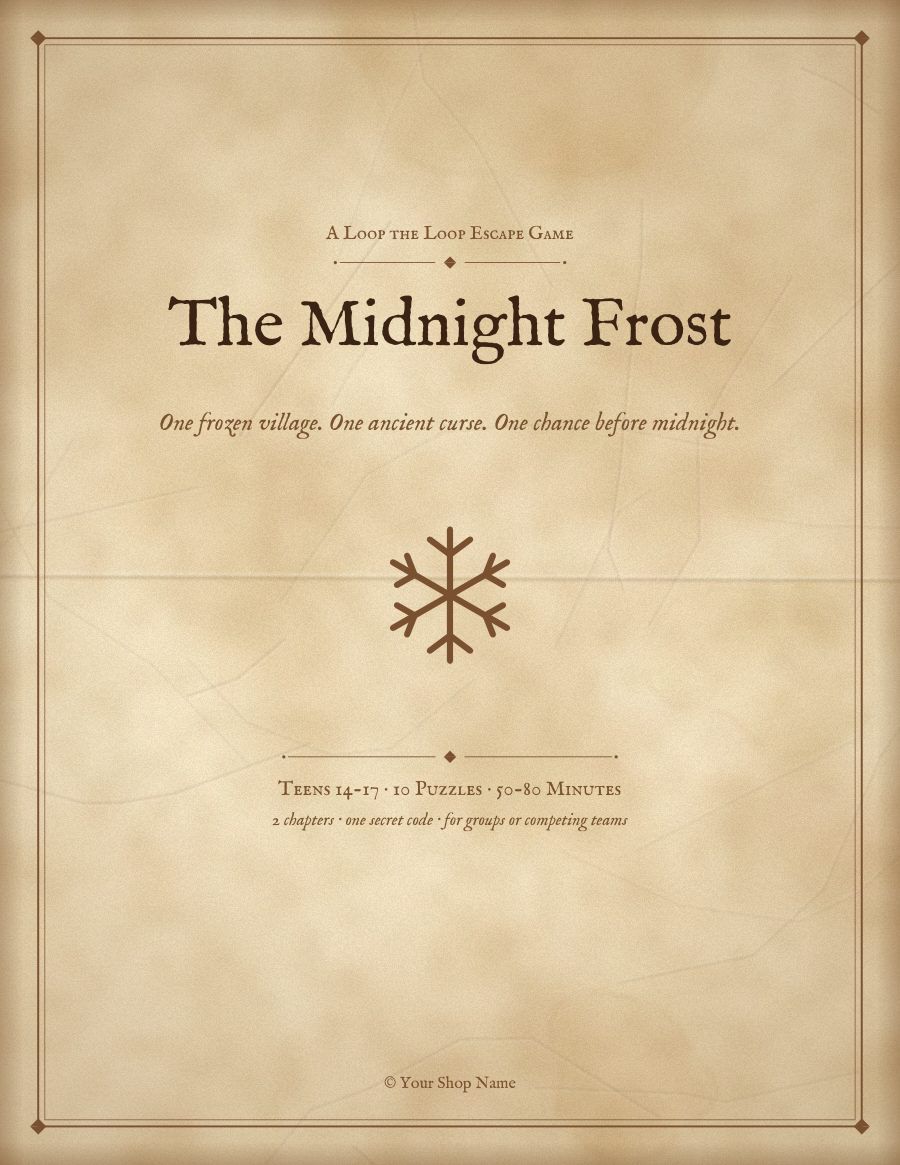 A Loop the Loop Escape Game
The Midnight Frost
One frozen village. One ancient curse. One chance before midnight.
Teens 14-17 · 10 Puzzles · 50-80 Minutes
2 chapters · one secret code · for groups or competing teams
© Your Shop Name